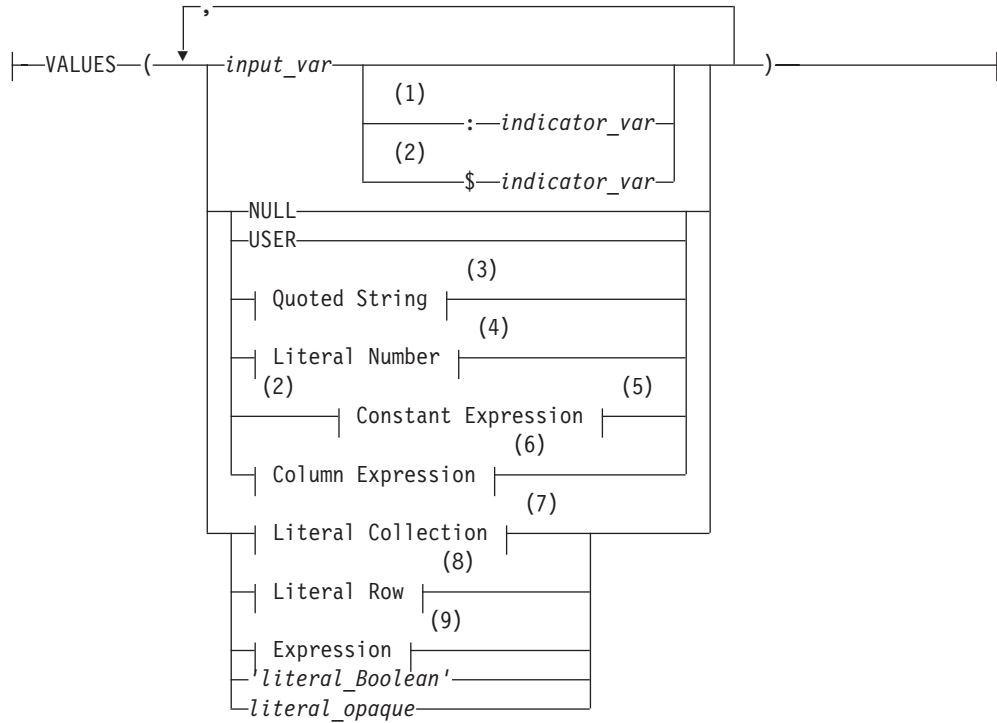 ,
VALUES ( input_var )
(1)
: indicator_var
(2)
$ indicator_var
NULL
USER
(3)
Quoted String
(4)
Literal Number
(2) (5)
Constant Expression
(6)
Column Expression
(7)
Literal Collection
(8)
Literal Row
(9)
Expression
'literal_Boolean'
literal_opaque